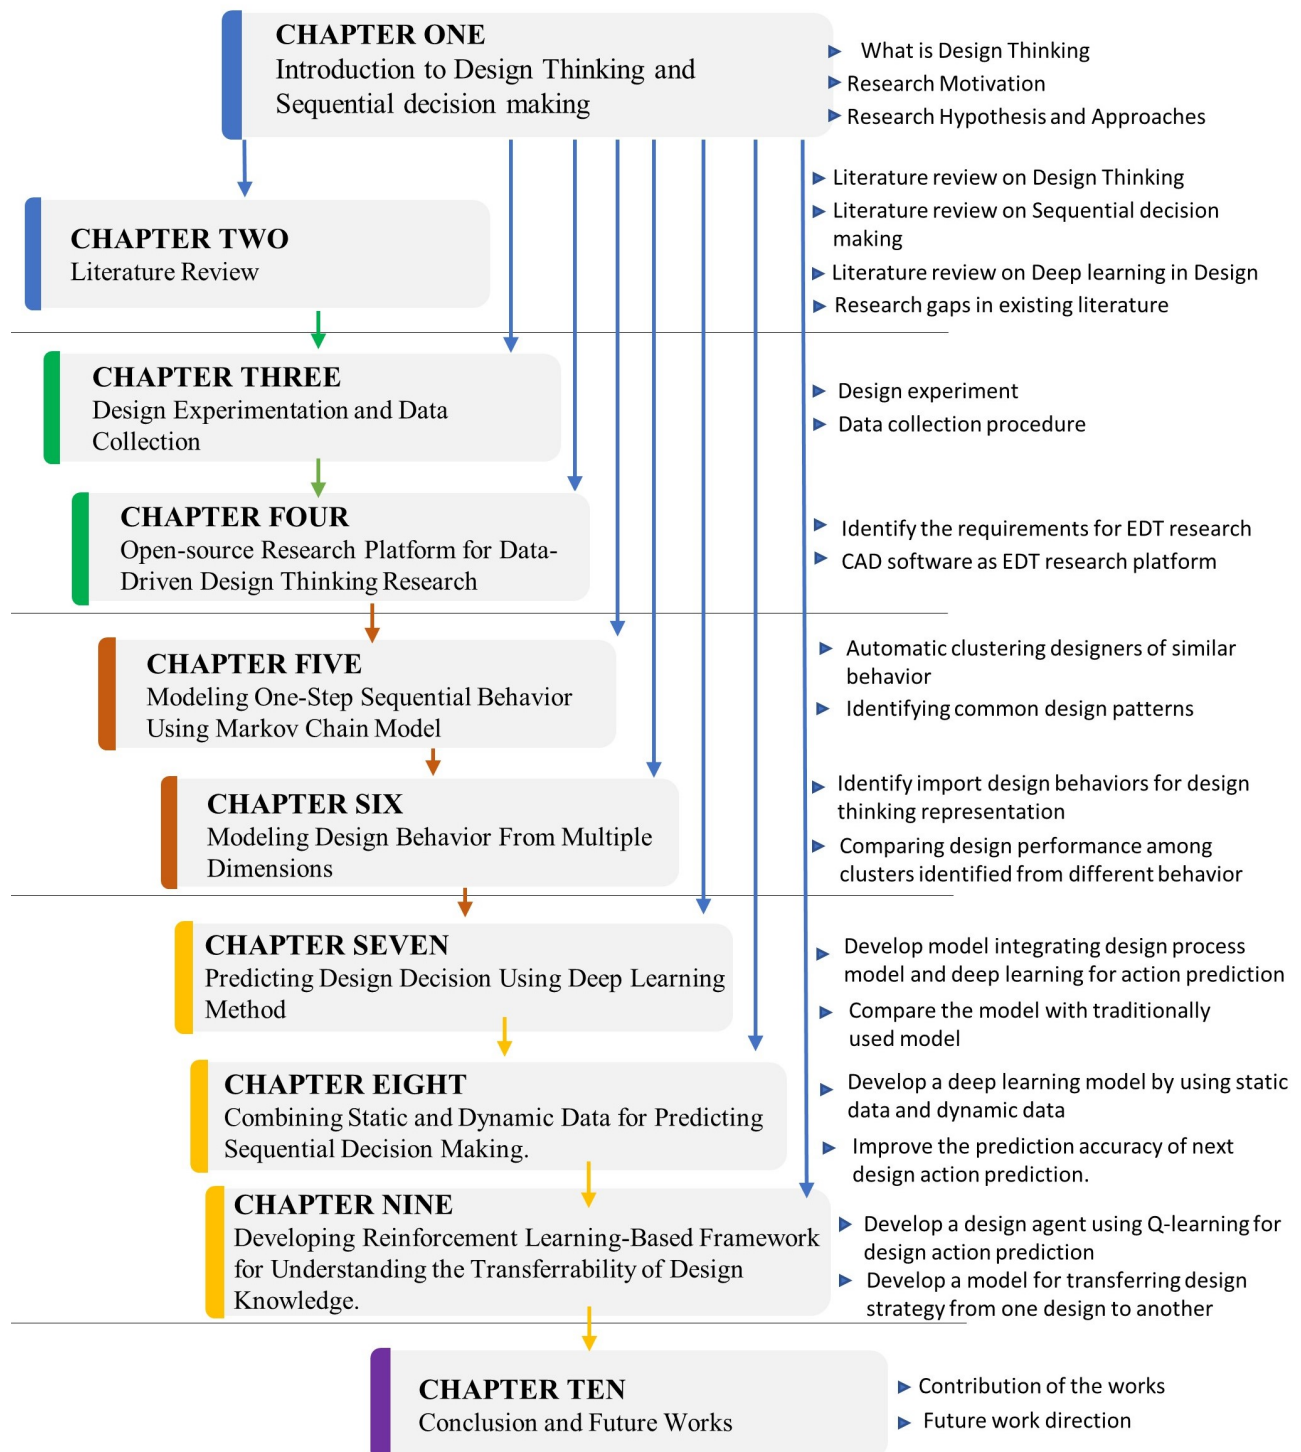 CHAPTER ONE
Introduction to Design Thinking and
Sequential decision making
What is Design Thinking
Research Motivation
Research Hypothesis and Approaches
CHAPTER TWO
Literature Review
Literature review on Design Thinking
Literature review on Sequential decision
making
Literature review on Deep learning in Design
Research gaps in existing literature
CHAPTER THREE
Design Experimentation and Data
Collection
Design experiment
Data collection procedure
CHAPTER FOUR
Open-source Research Platform for Data-
Driven Design Thinking Research
Identify the requirements for EDT research
CAD software as EDT research platform
CHAPTER FIVE
Modeling One-Step Sequential Behavior
Using Markov Chain Model
Automatic clustering designers of similar
behavior
Identifying common design patterns
CHAPTER SIX
Modeling Design Behavior From Multiple
Dimensions
Identify import design behaviors for design
thinking representation
Comparing design performance among
clusters identified from different behavior
CHAPTER SEVEN
Predicting Design Decision Using Deep Learning
Method
Develop model integrating design process
model and deep learning for action prediction
Compare the model with traditionally
used model
CHAPTER EIGHT
Combining Static and Dynamic Data for Predicting
Sequential Decision Making.
Develop a deep learning model by using static
data and dynamic data
Improve the prediction accuracy of next
design action prediction.
CHAPTER NINE
Developing Reinforcement Learning-Based Framework
for Understanding the Transferrability of Design
Knowledge.
Develop a design agent using Q-learning for
design action prediction
Develop a model for transferring design
strategy from one design to another
CHAPTER TEN
Conclusion and Future Works
Contribution of the works
Future work direction